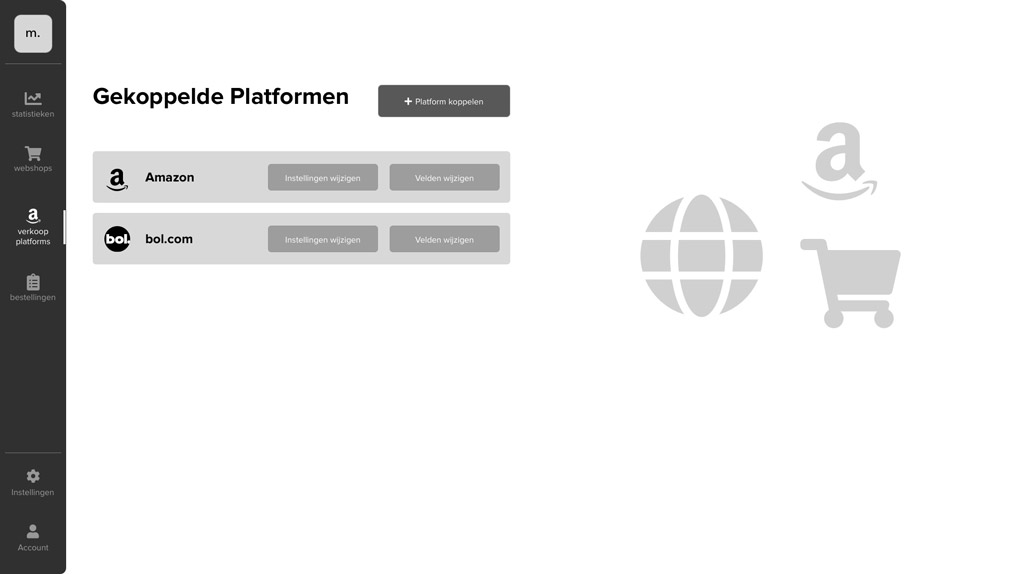 m.
statistieken
webshops
a
verkoop
platforms
bestellingen
Instellingen
Account
Gekoppelde Platformen
+ Platform koppelen
a
Amazon
Instellingen wijzigen
Velden wijzigen
bol.
bol.com
Instellingen wijzigen
Velden wijzigen
a